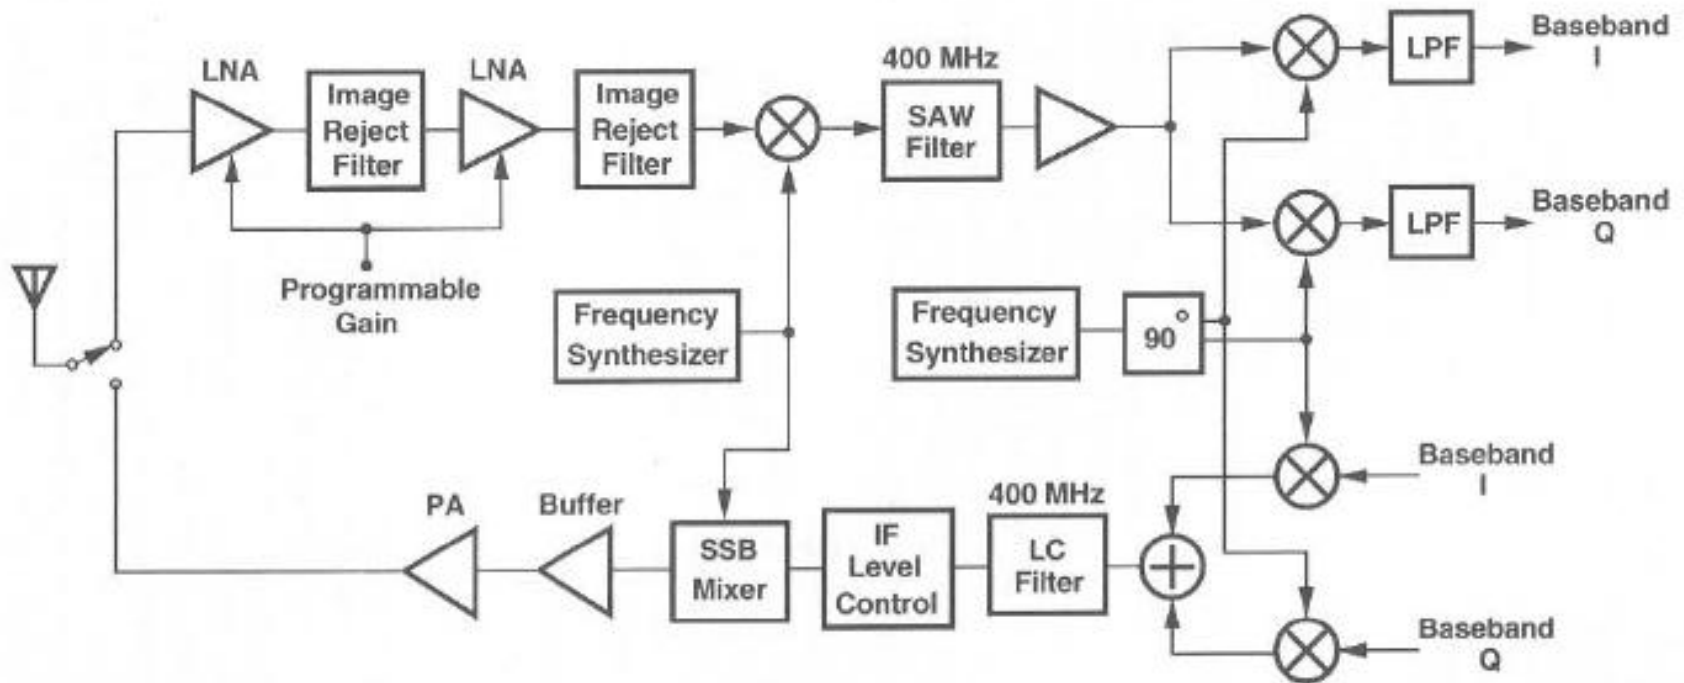 LNA
Image
Reject
Filter
LNA
Image
Reject
Filter
400 MHz
SAW
Filter
LPF
Baseband
I
LPF
Baseband
Q
Programmable
Gain
Frequency
Synthesizer
Frequency
Synthesizer
90°
PA
Buffer
SSB
Mixer
IF
Level
Control
400 MHz
LC
Filter
Baseband
I
Baseband
Q